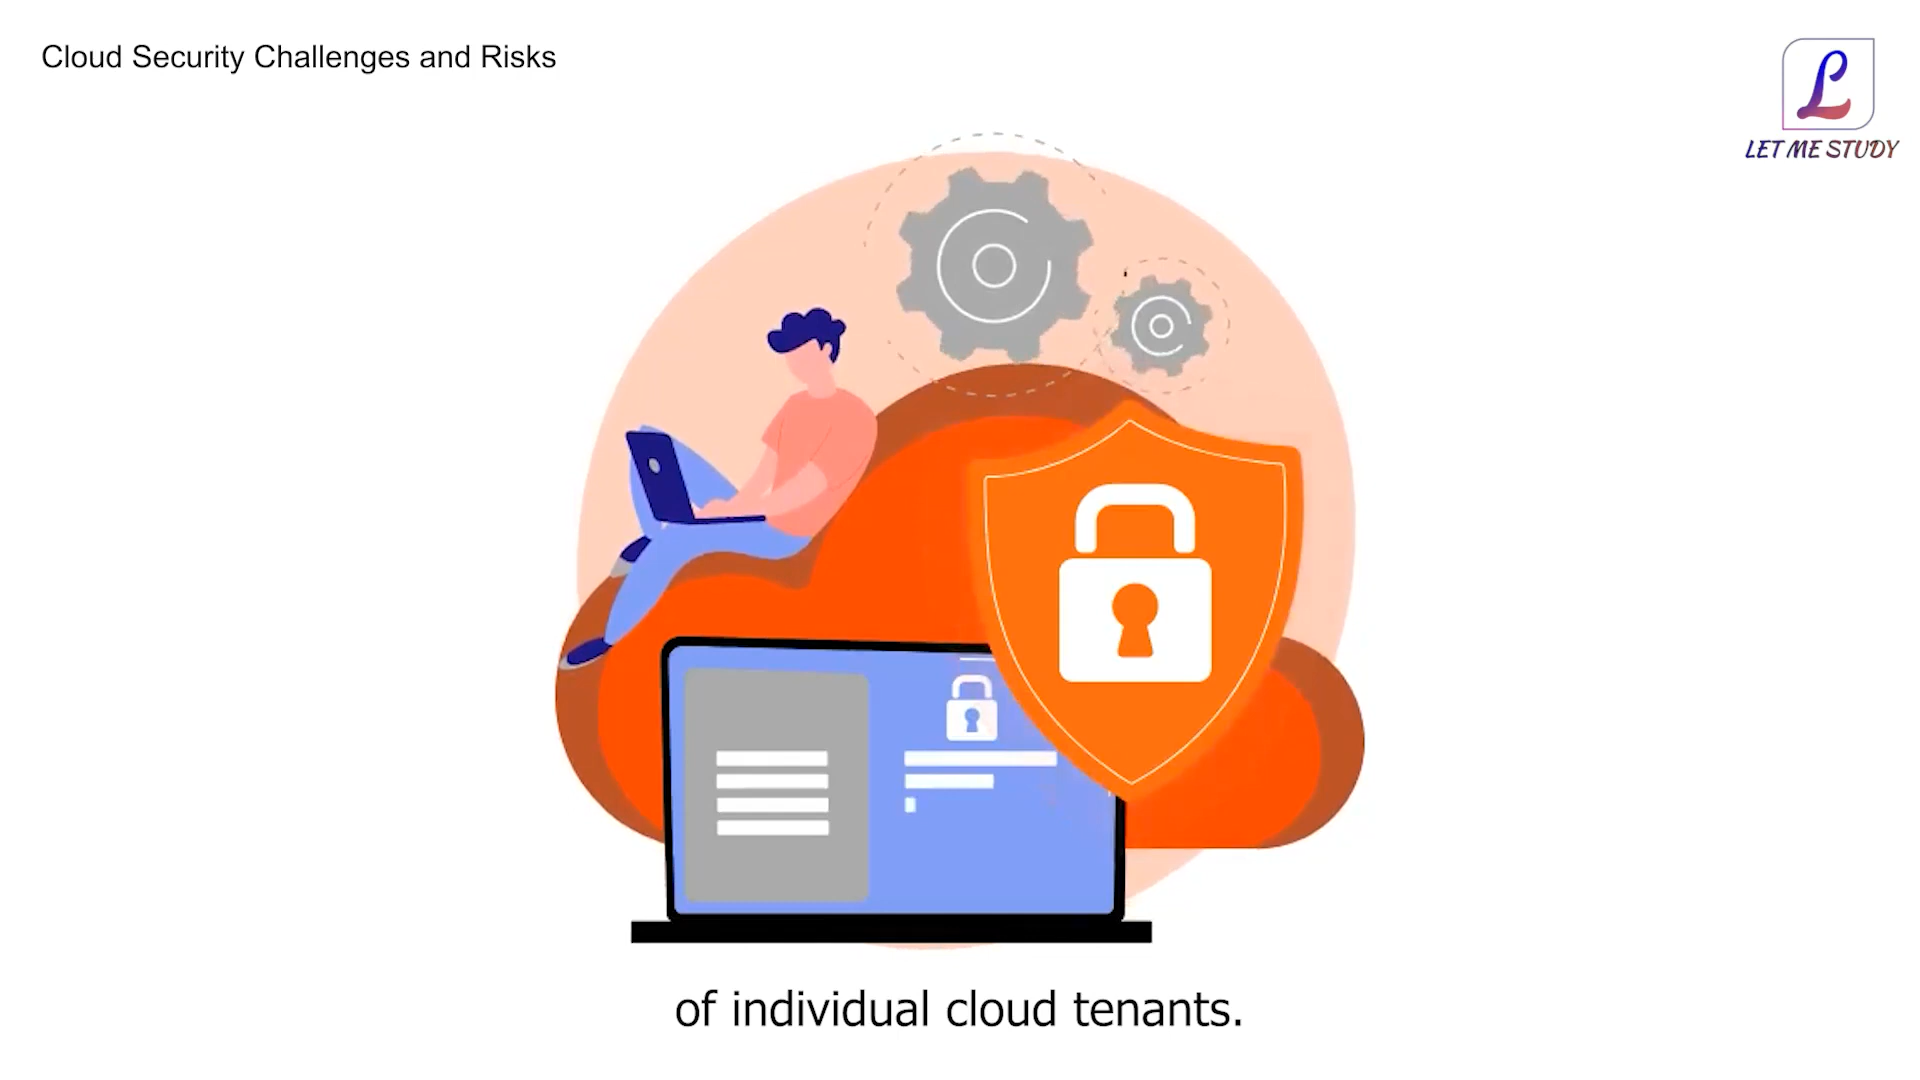 Cloud Security Challenges and Risks
L
LET ME STUDY
of individual cloud tenants.